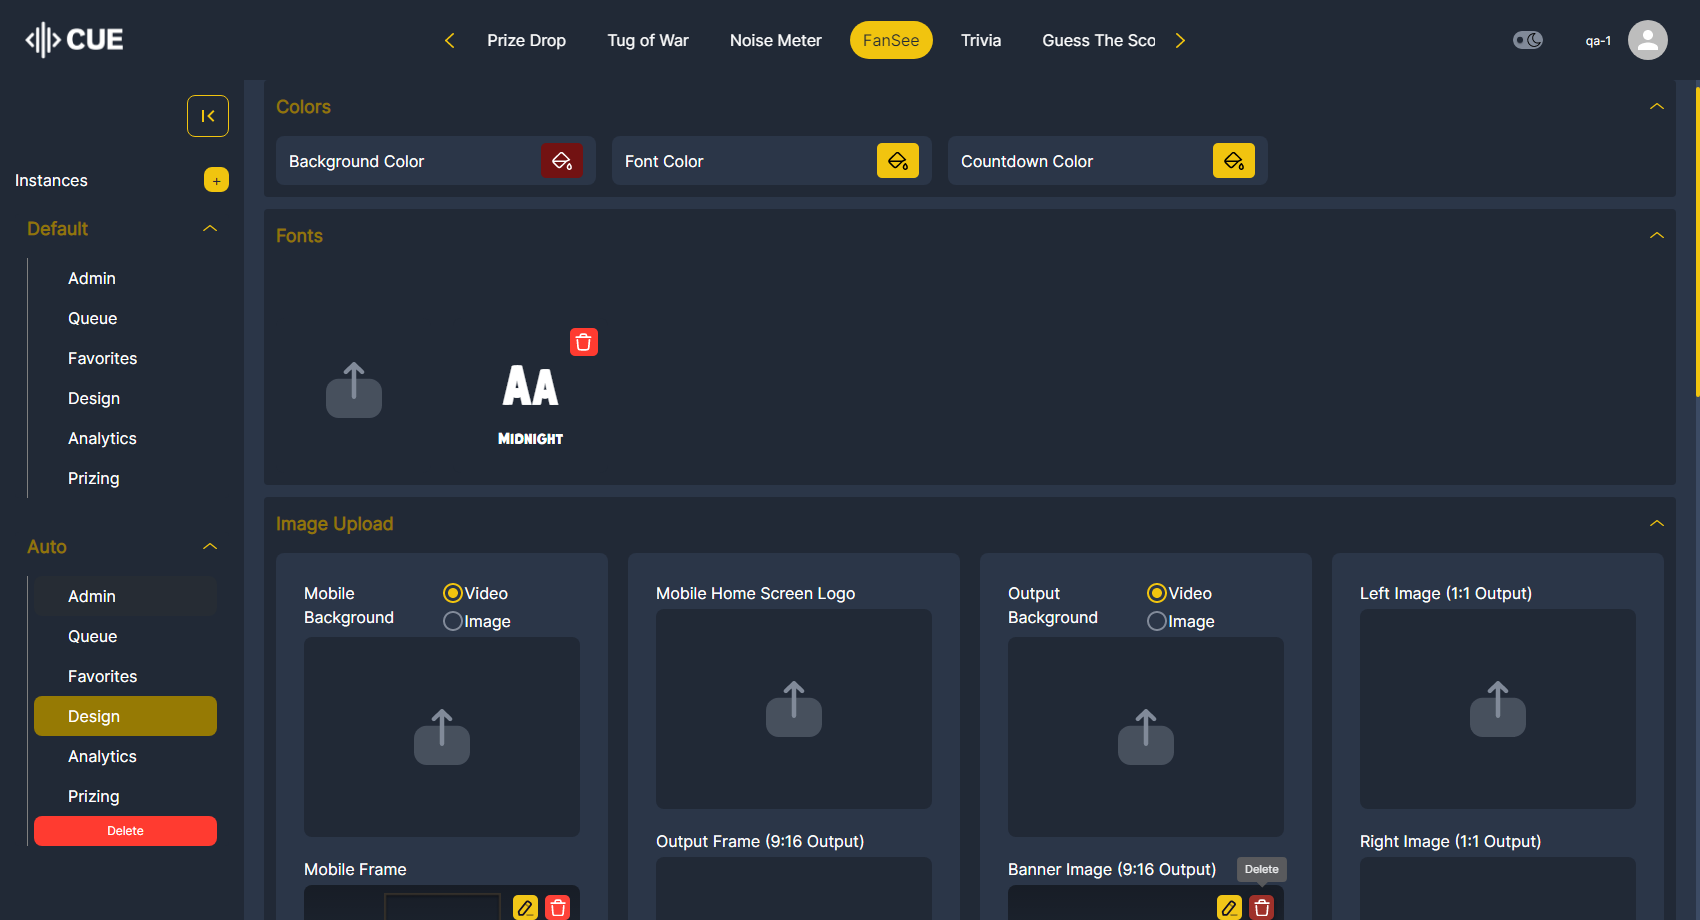 CUE
Prize Drop
Tug of War
Noise Meter
FanSee
Trivia
Guess The Sco
qa-1
Instances
+
Default
Admin
Queue
Favorites
Design
Analytics
Prizing
Auto
Admin
Queue
Favorites
Design
Analytics
Prizing
Delete
Colors
Background Color
Font Color
Countdown Color
Fonts
AA
MIDNIGHT
Image Upload
Mobile
Background
Video
Image
Mobile Home Screen Logo
Output
Background
Video
Image
Left Image (1:1 Output)
Mobile Frame
Output Frame (9:16 Output)
Banner Image (9:16 Output)
Delete
Right Image (1:1 Output)